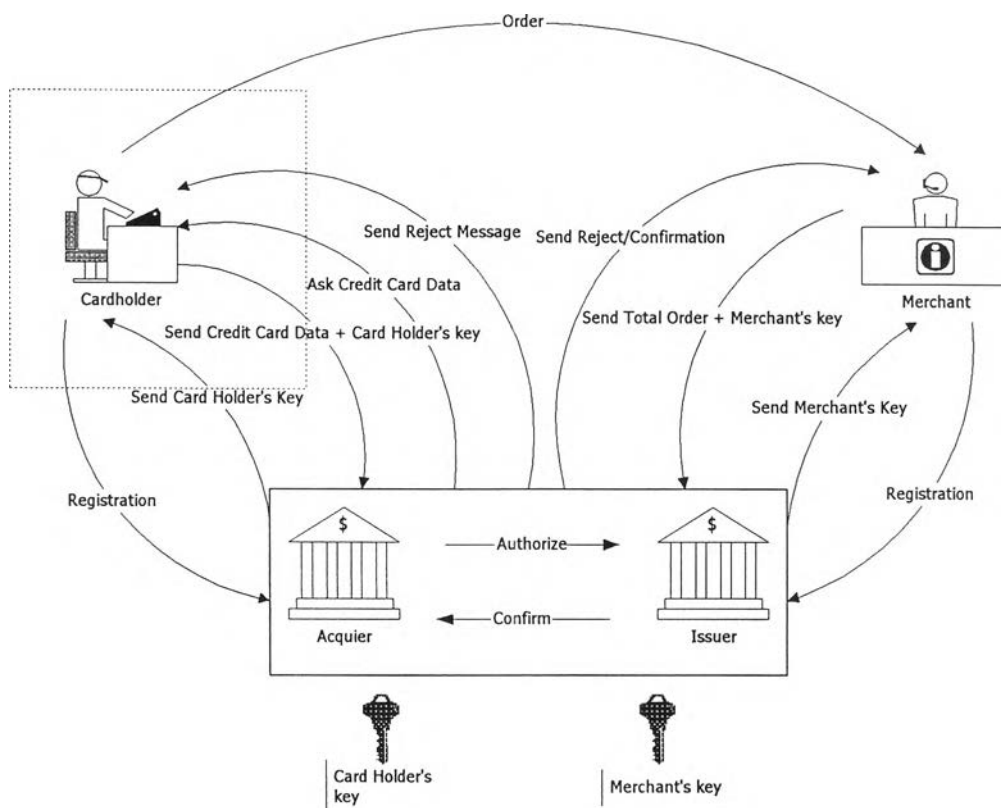 Order
Send Reject Message
Send Reject/Confirmation
Ask Credit Card Data
Cardholder
Merchant
Send Credit Card Data + Card Holder's key
Send Total Order + Merchant's key
Send Card Holder's Key
Send Merchant's Key
Registration
Registration
$
$
Authorize
Confirm
Acquier
Issuer
Card Holder's
key
Merchant's key